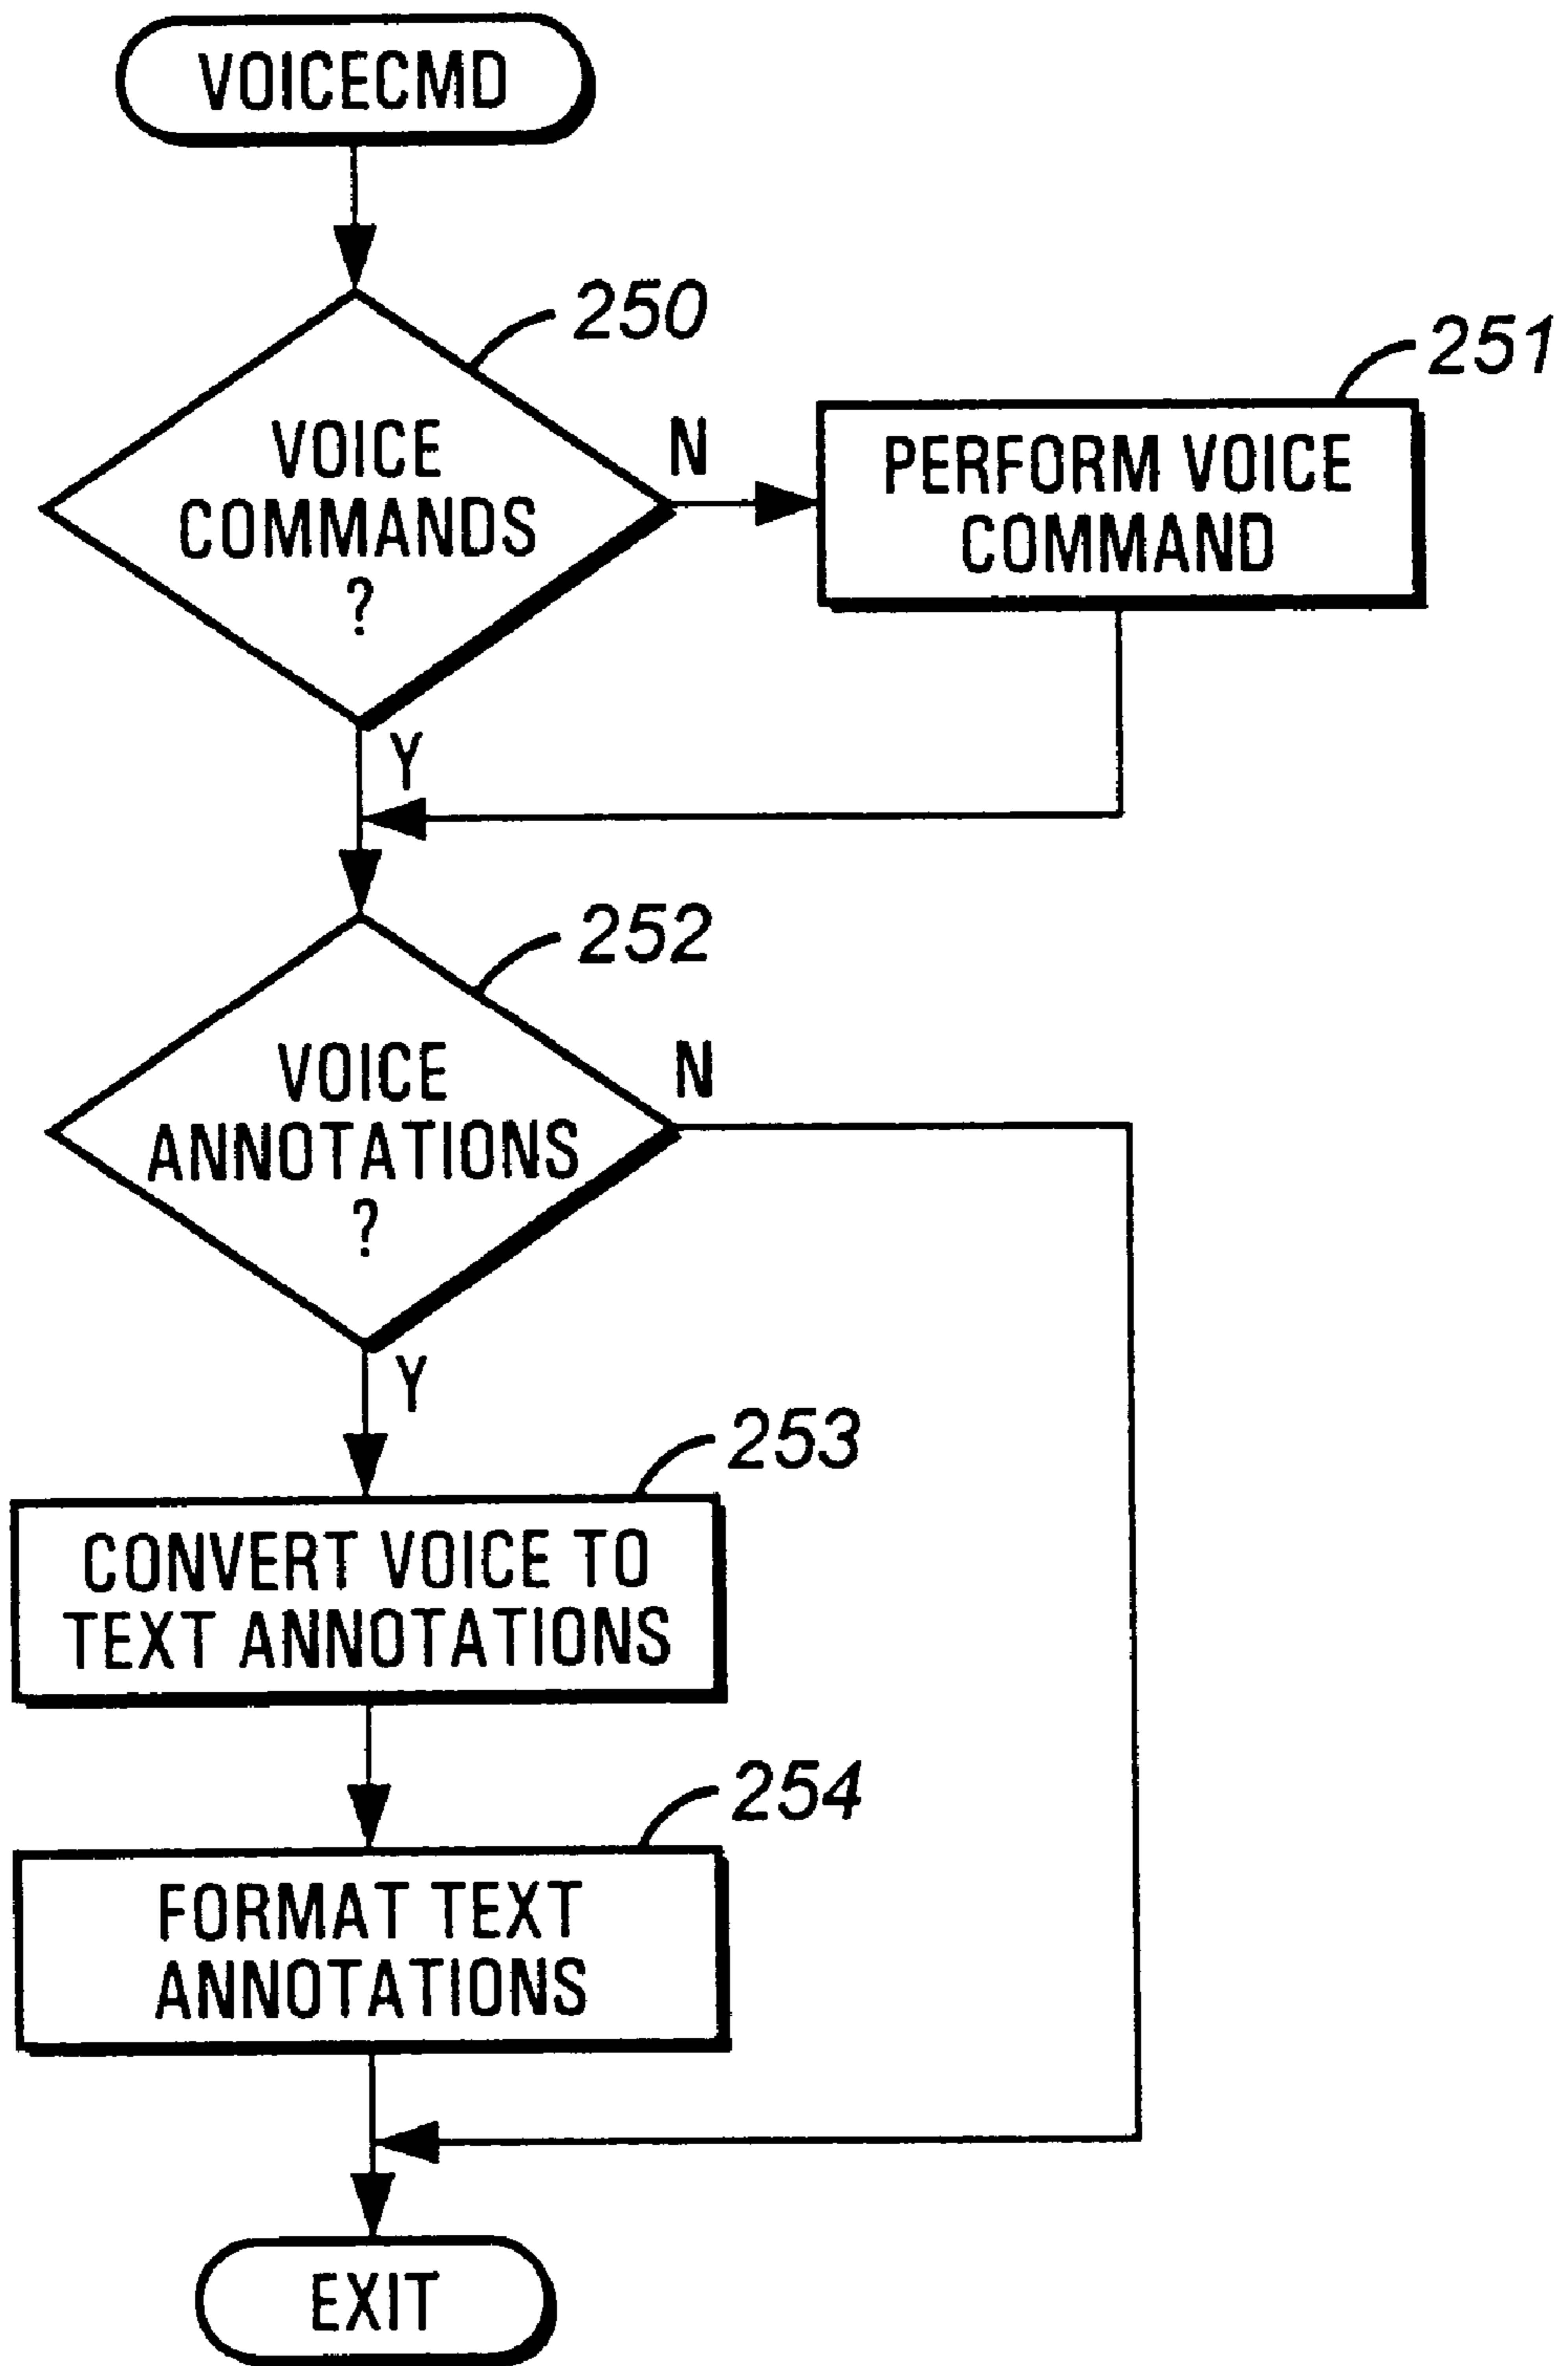 VOICECMD
250
VOICE
COMMANDS
?
N
251
PERFORM VOICE
COMMAND
Y
252
VOICE
ANNOTATIONS
?
N
Y
253
CONVERT VOICE TO
TEXT ANNOTATIONS
254
FORMAT TEXT
ANNOTATIONS
EXIT